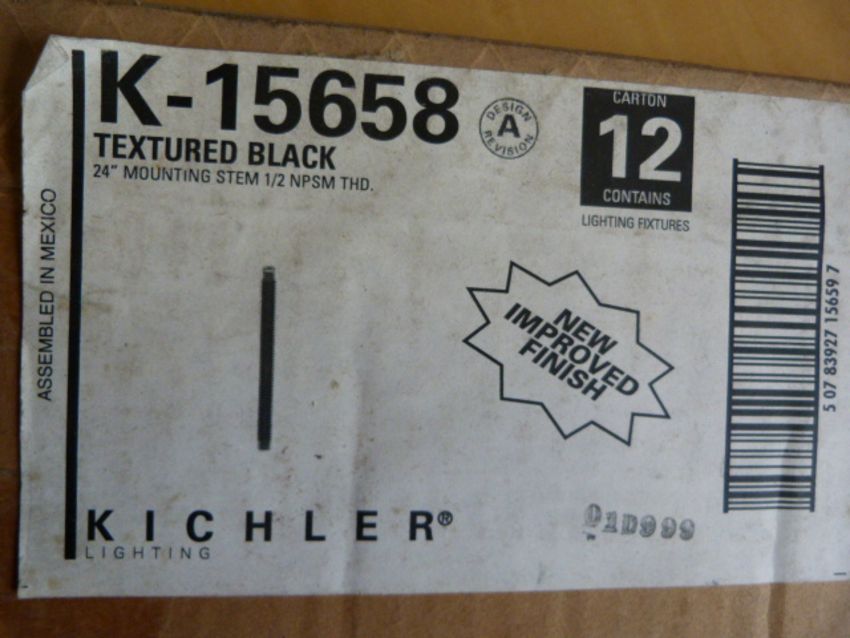 K-15658
TEXTURED BLACK
24" MOUNTING STEM 1/2 NPSM THD.
DESIGN
A
REVISION
CARTON
12
CONTAINS
LIGHTING FIXTURES
ASSEMBLED IN MEXICO
NEW
IMPROVED
FINISH
5 07 83927 15659 7
KICHLER®
LIGHTING
01D999